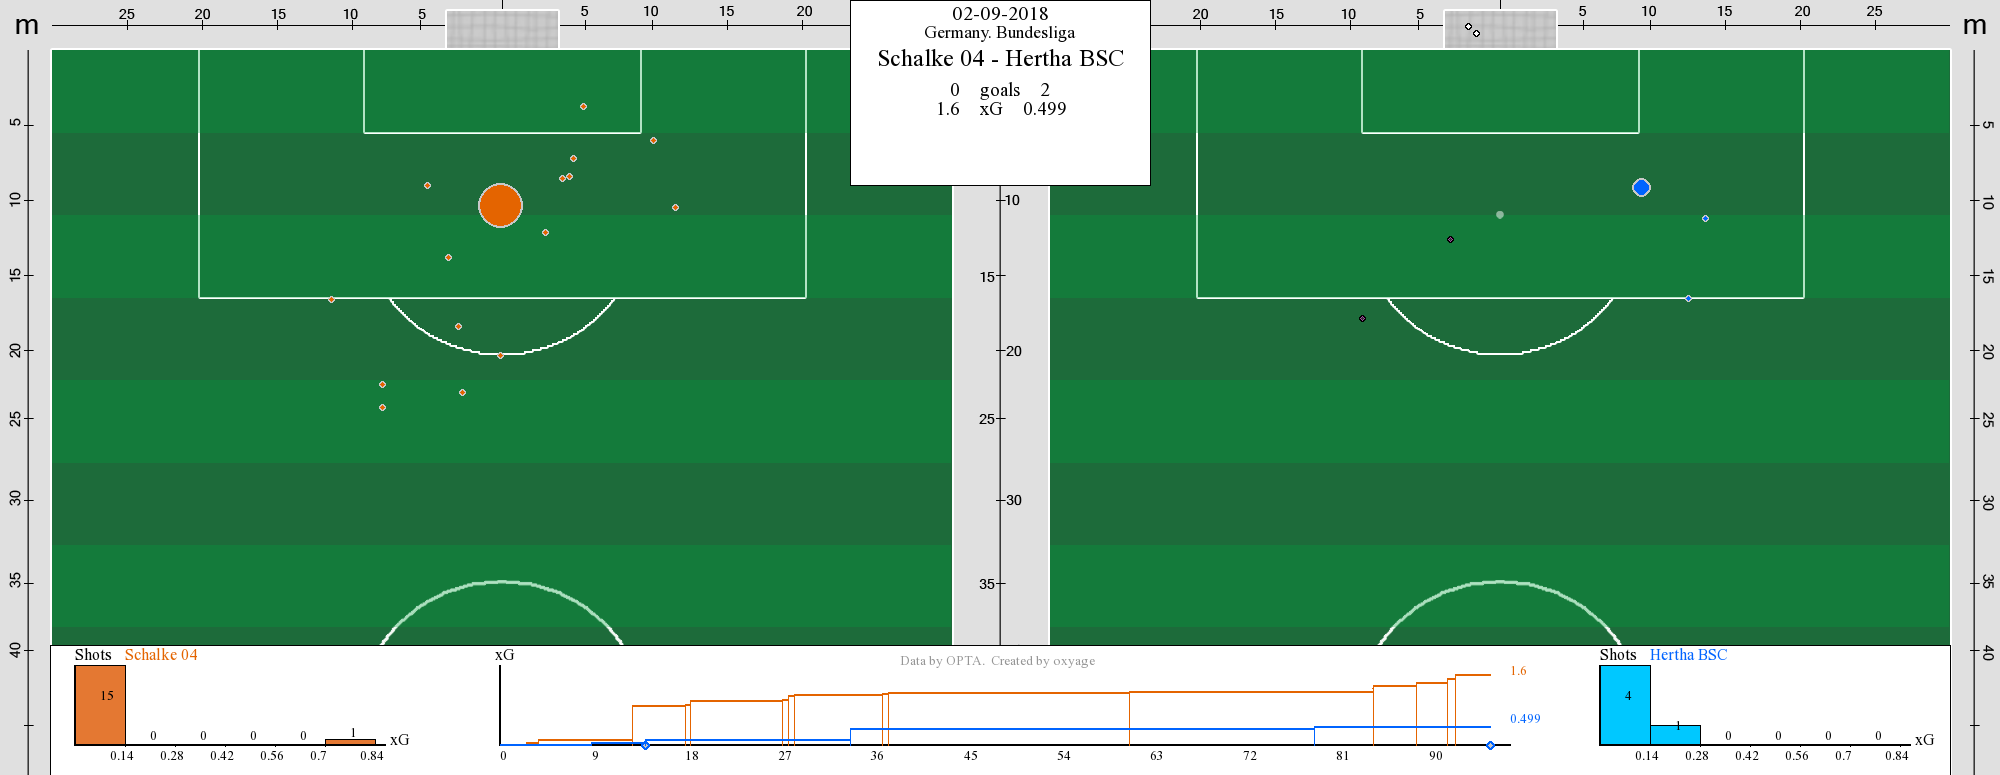 m 25 20 15 10 5 5 10 15 20
20 15 10 5 5 10 15 20 25 m
02-09-2018
Germany. Bundesliga
Schalke 04 - Hertha BSC
0 goals 2
1.6 xG 0.499
5 10 15 20 25 30 35 40
10 15 20 25 30 35
5 10 15 20 25 30 35 40
Shots Schalke 04
15 0 0 0 0 1
xG
0.14 0.28 0.42 0.56 0.7 0.84
xG
Data by OPTA. Created by oxyage
1.6
0.499
0 9 18 27 36 45 54 63 72 81 90
Shots Hertha BSC
4 1 0 0 0 0
xG
0.14 0.28 0.42 0.56 0.7 0.84